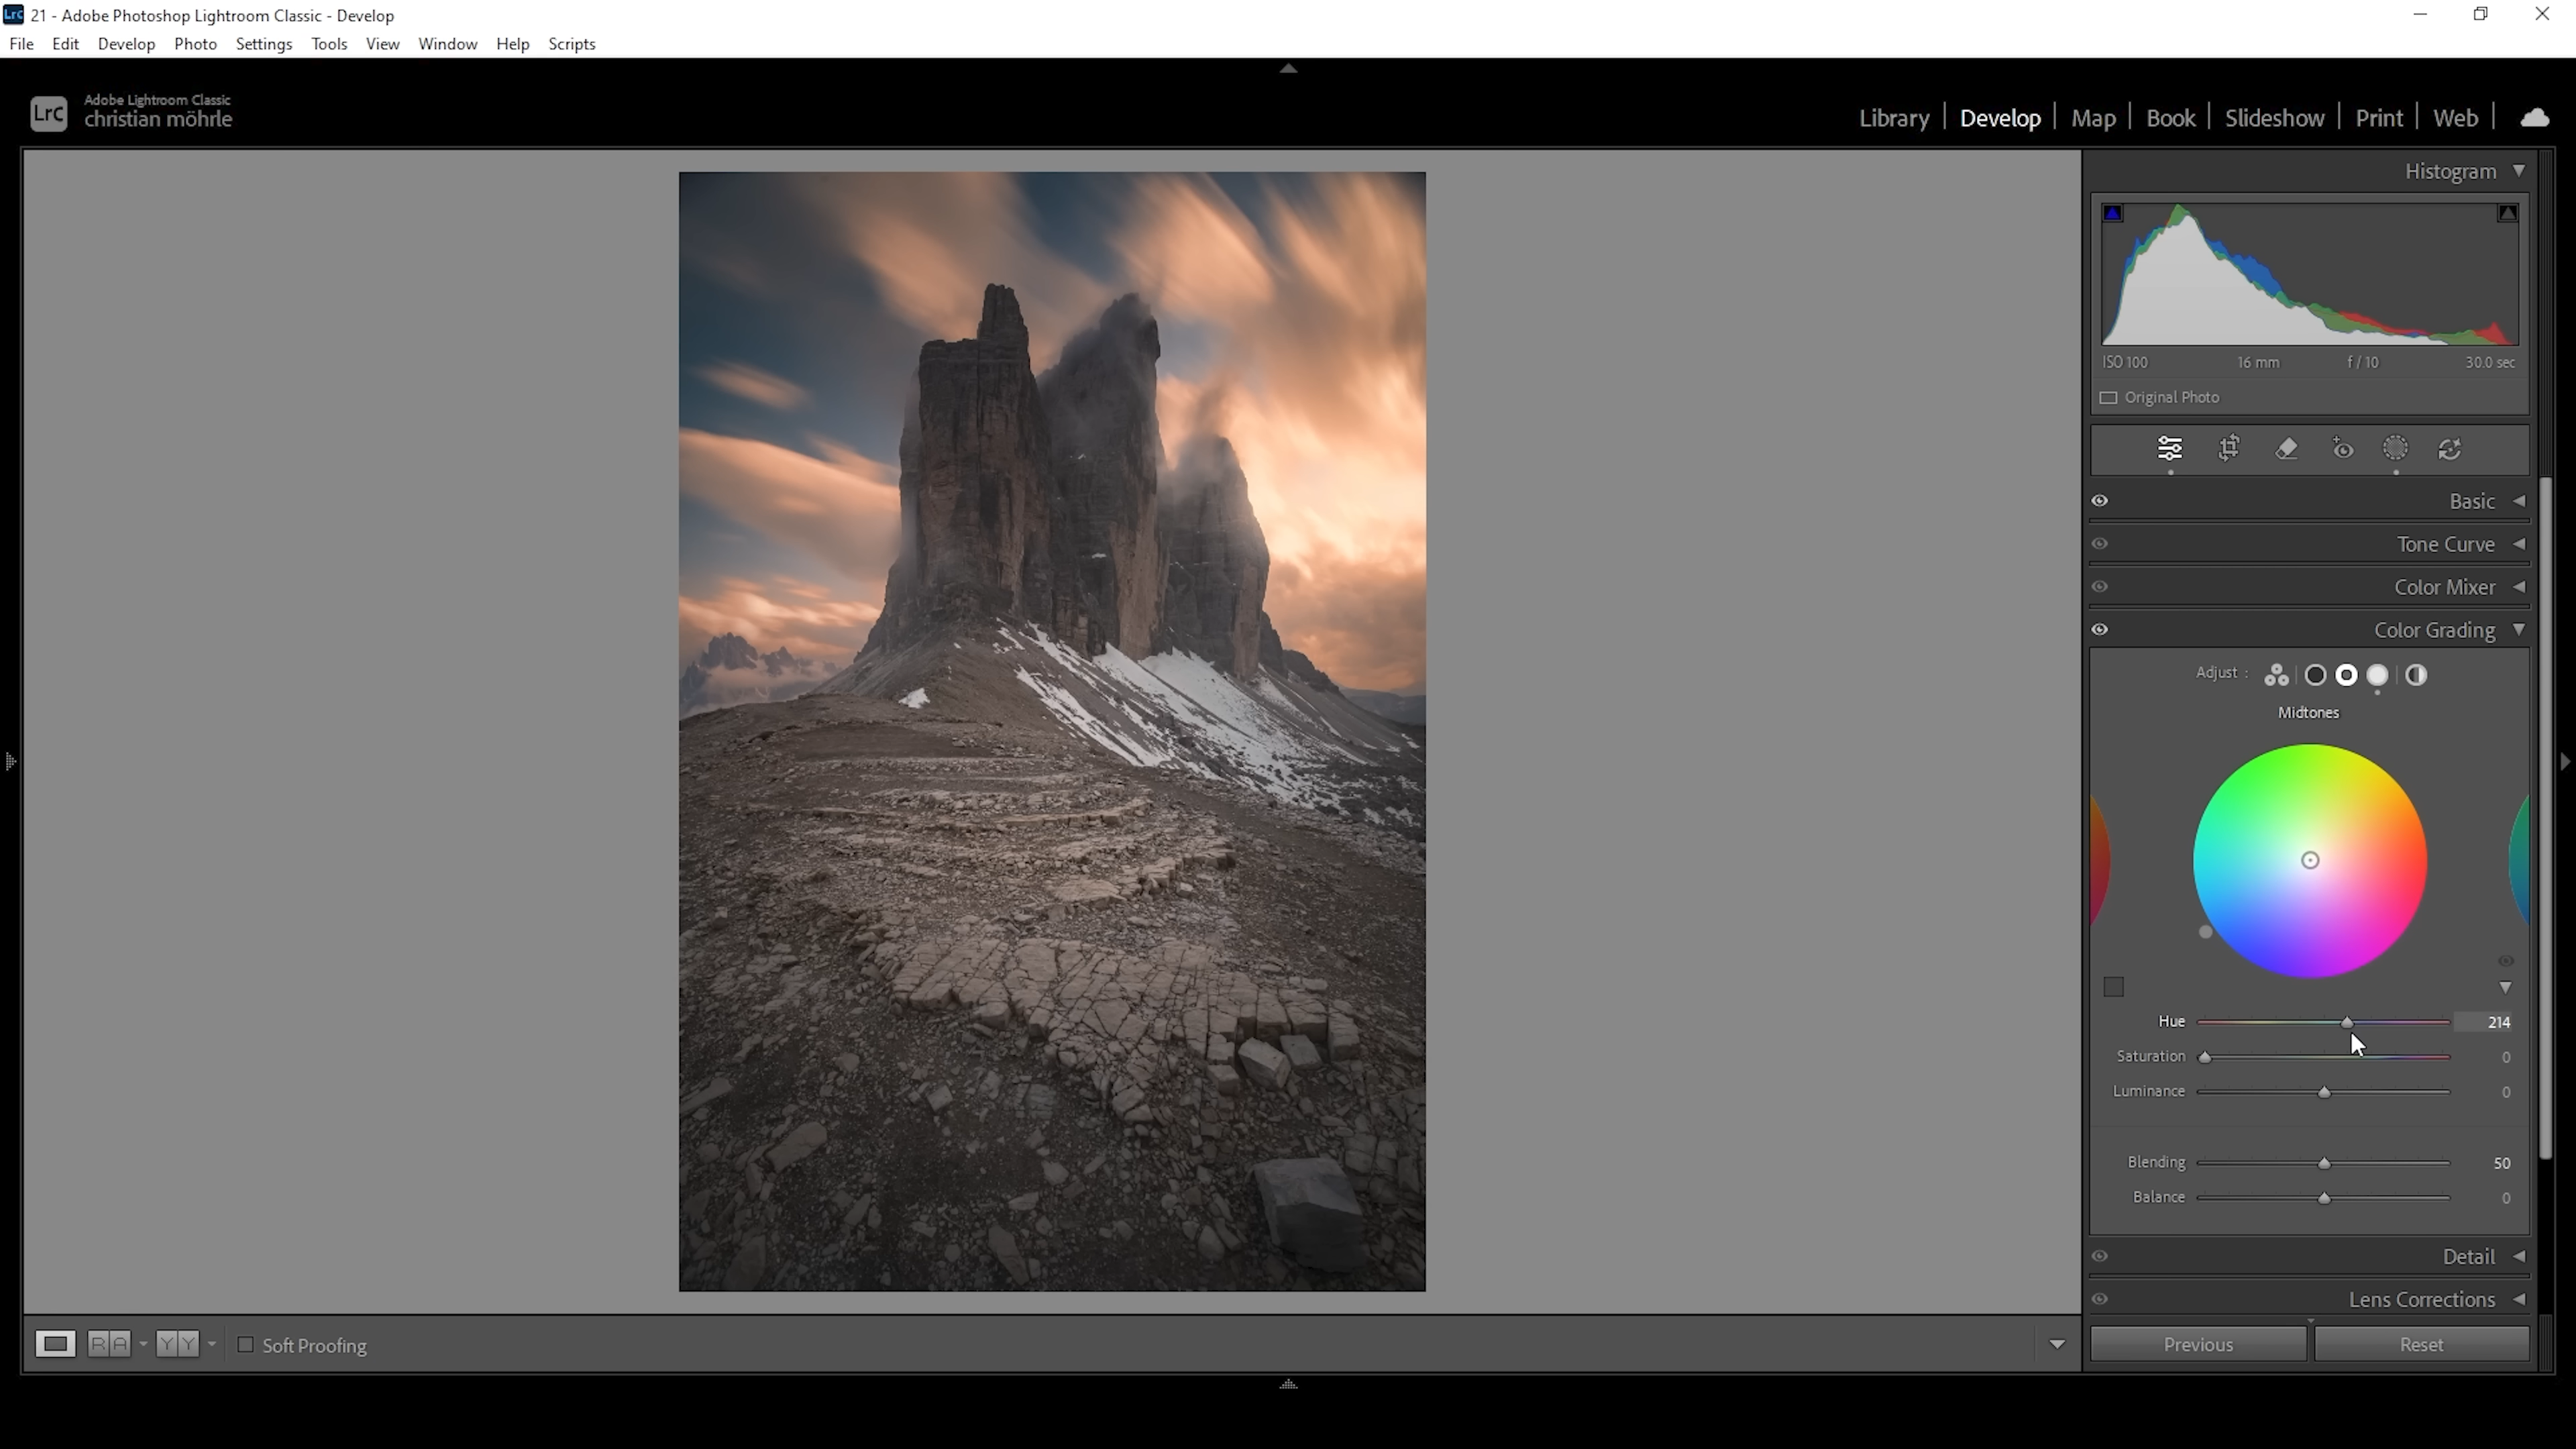 Lrc 21 - Adobe Photoshop Lightroom Classic - Develop
File Edit Develop Photo Settings Tools View Window Help Scripts
Lrc Adobe Lightroom Classic
christian möhrle
Library Develop Map Book Slideshow Print Web
Histogram
ISO 100 16 mm f / 10 30.0 sec
Original Photo
Basic
Tone Curve
Color Mixer
Color Grading
Adjust :
Midtones
Hue 214
Saturation 0
Luminance 0
Blending 50
Balance 0
Detail
Lens Corrections
R A Y Y Soft Proofing
Previous Reset